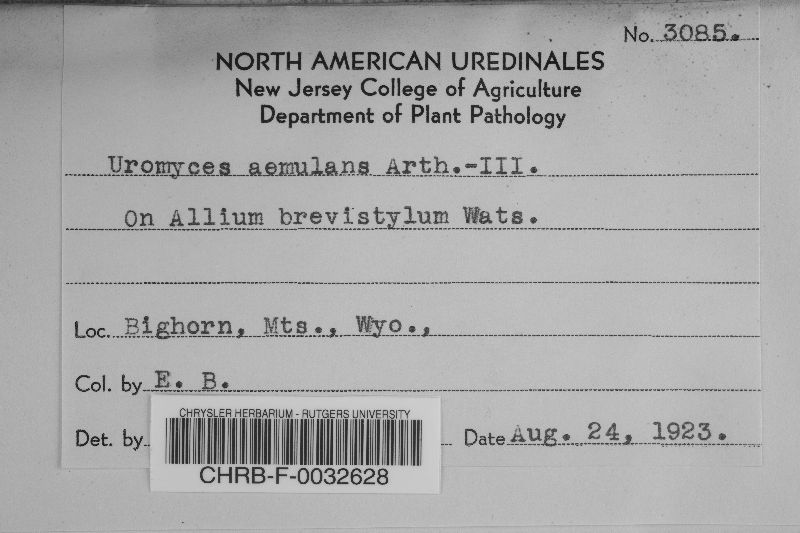 No. 3085.
NORTH AMERICAN UREDINALES
New Jersey College of Agriculture
Department of Plant Pathology
Uromyces aemulans Arth.-III.
On Allium brevistylum Wats.
Loc. Bighorn, Mts., Wyo.,
Col. by E. B.
Det. by Date Aug. 24, 1923.
CHRYSLER HERBARIUM - RUTGERS UNIVERSITY
CHRB-F-0032628